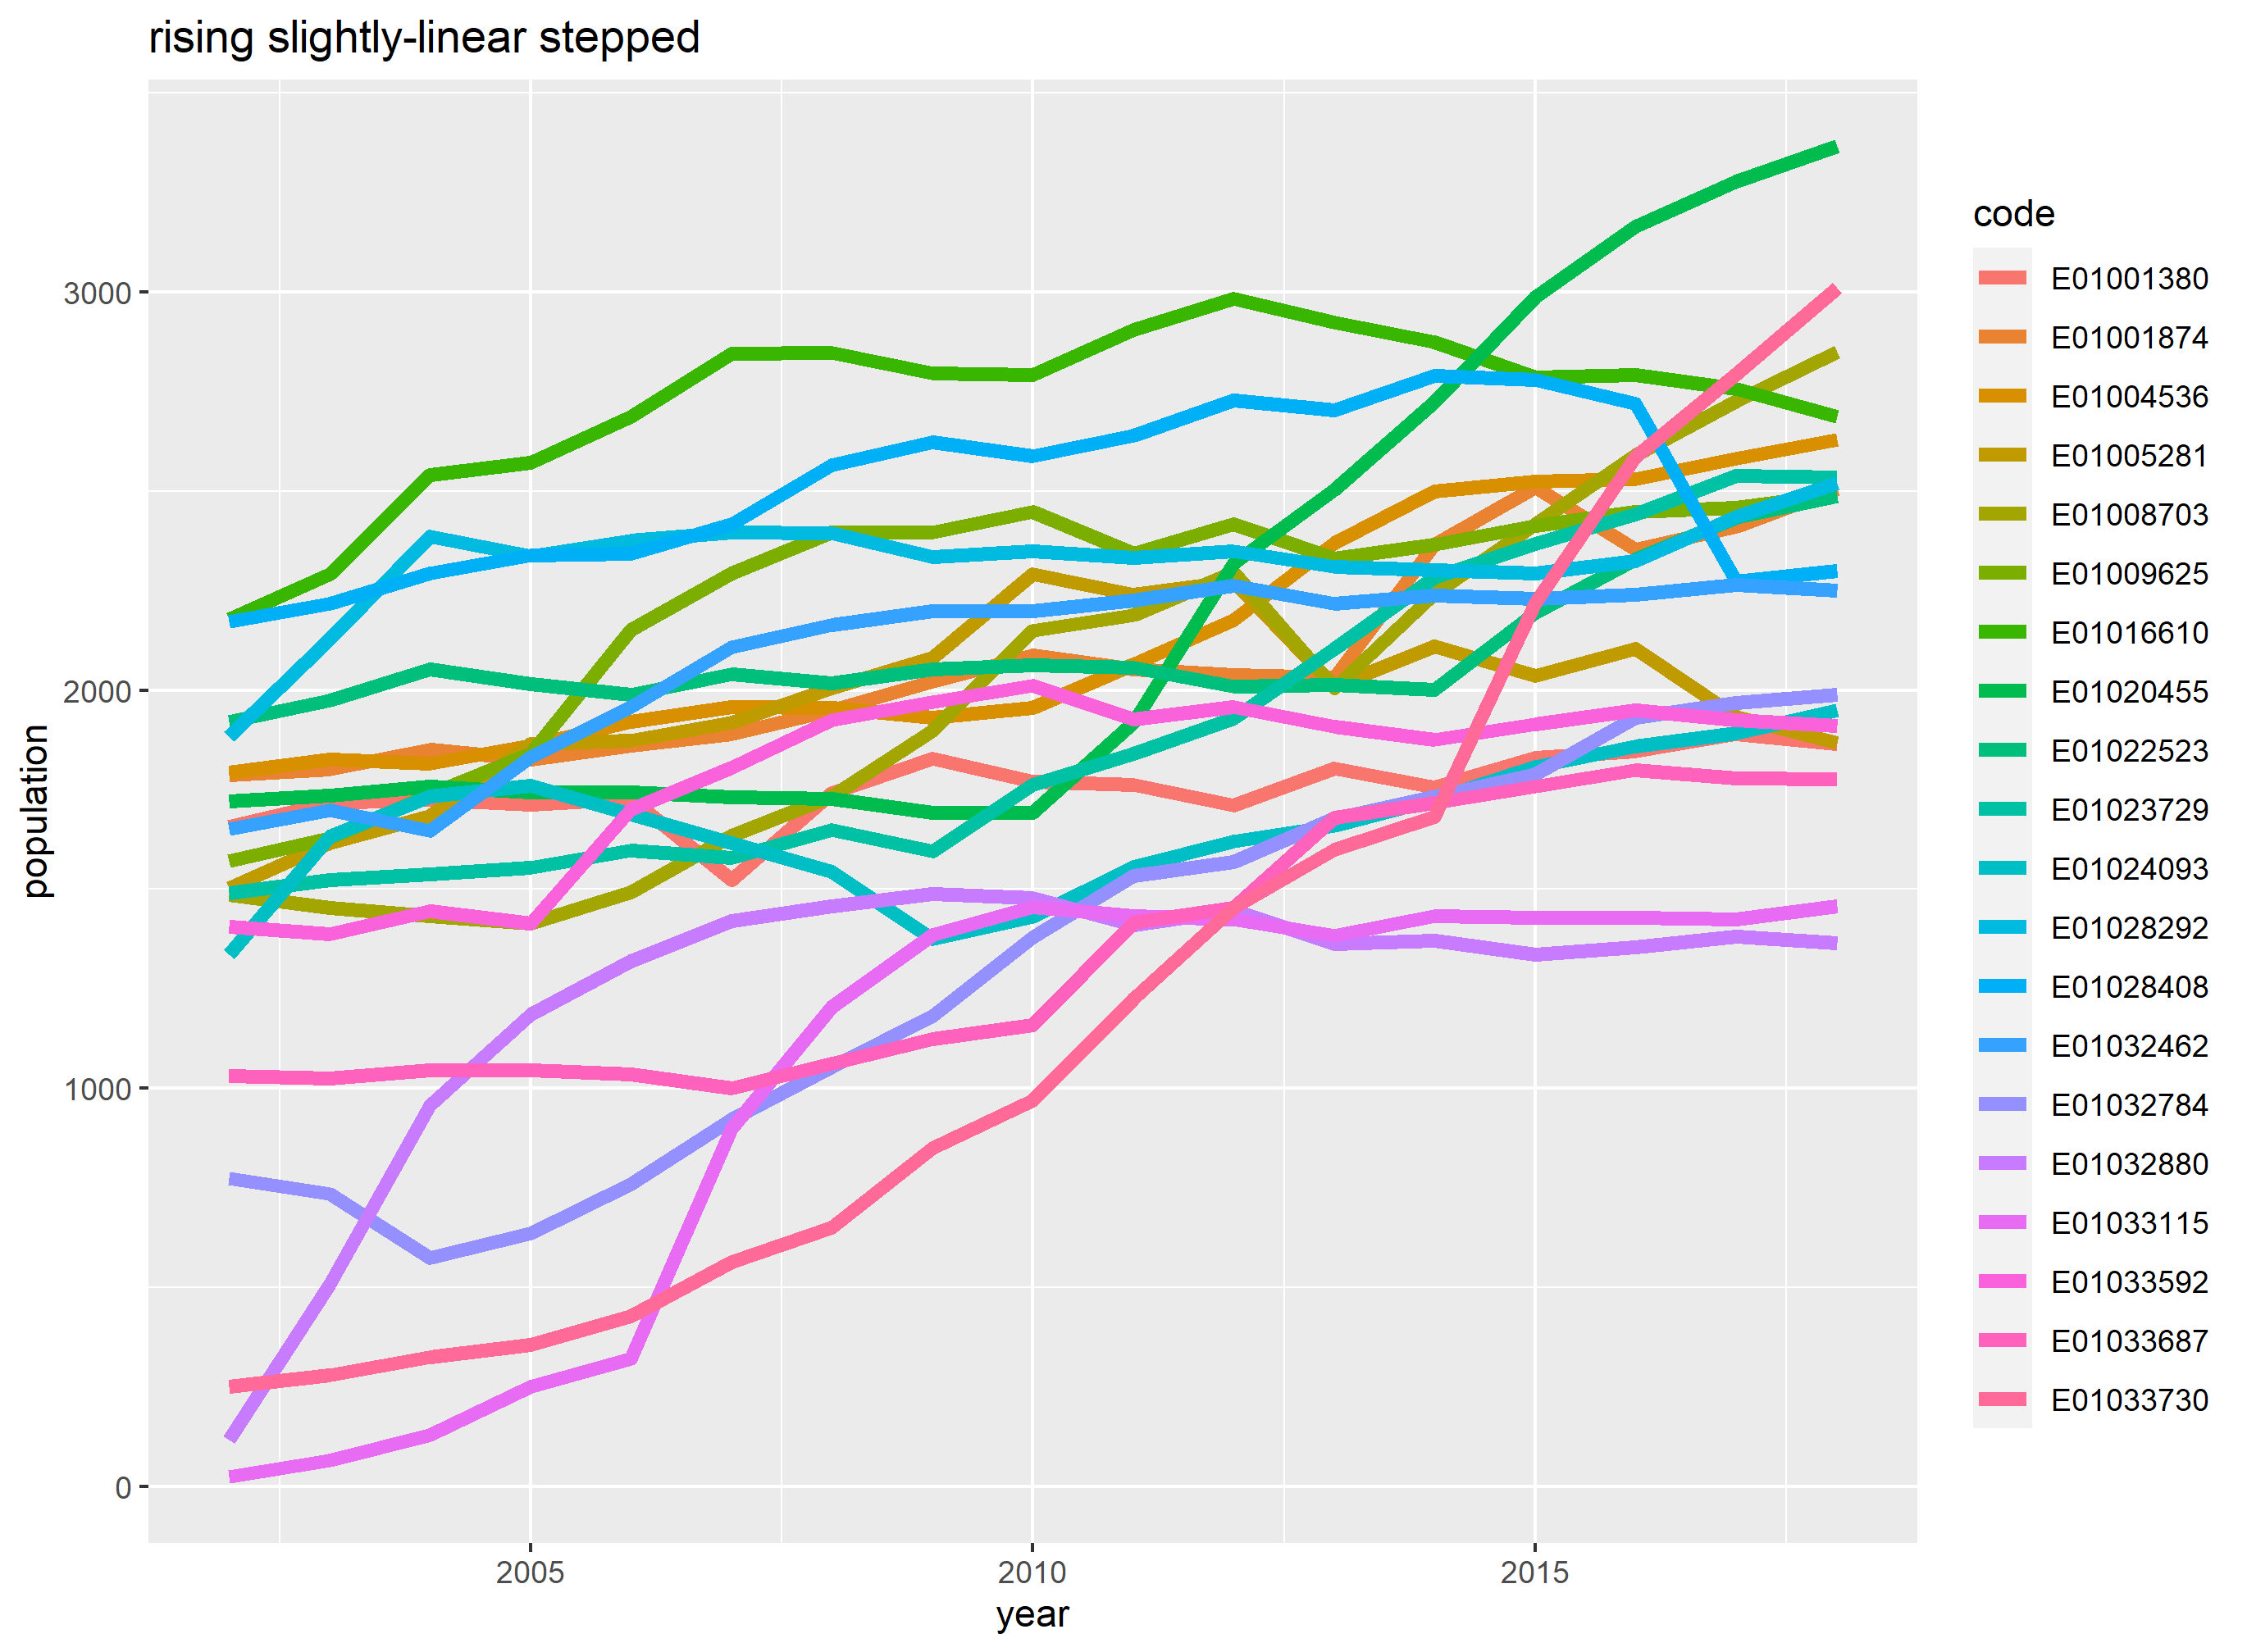 rising slightly-linear stepped
population
3000
2000
1000
0
2005
2010
2015
year
code
E01001380
E01001874
E01004536
E01005281
E01008703
E01009625
E01016610
E01020455
E01022523
E01023729
E01024093
E01028292
E01028408
E01032462
E01032784
E01032880
E01033115
E01033592
E01033687
E01033730